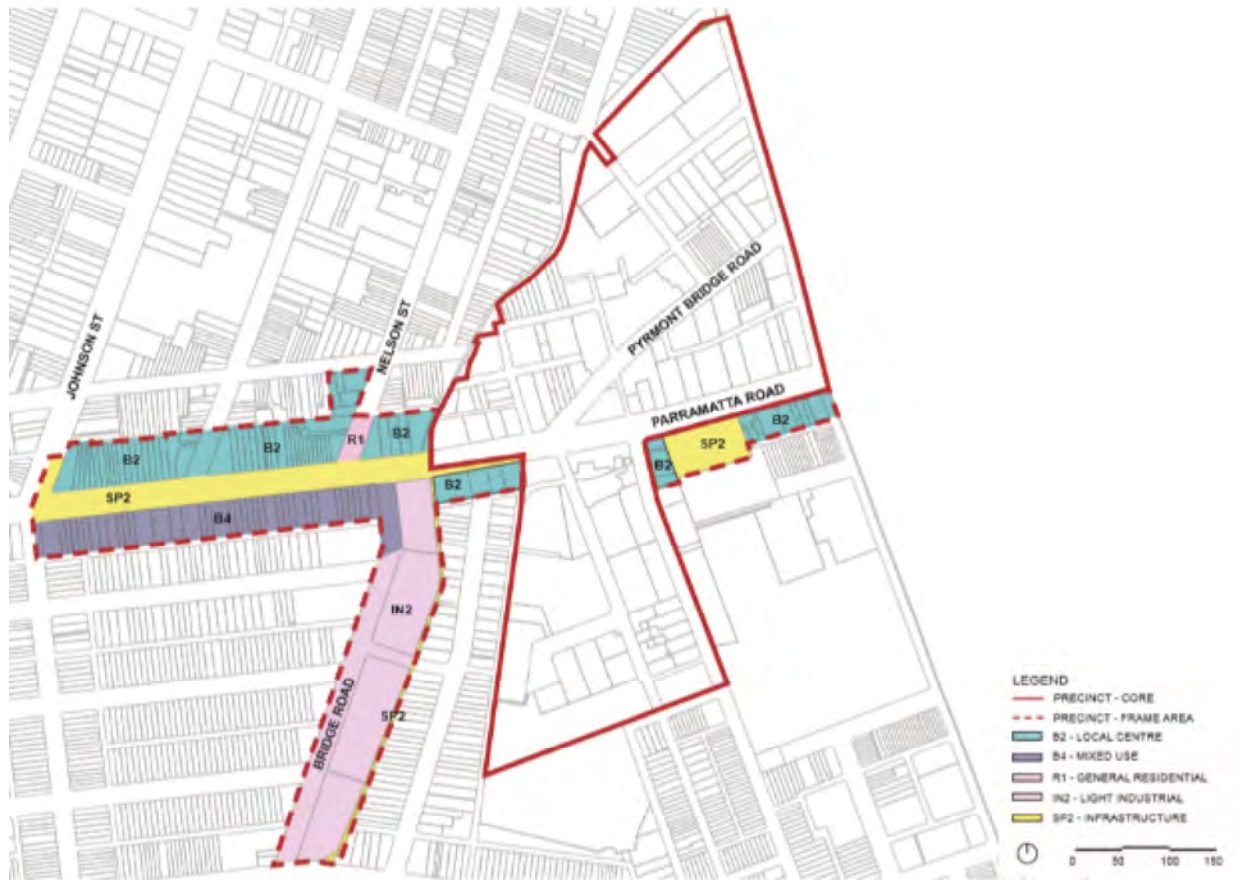 JOHNSON ST
NELSON ST
PYRMONT BRIDGE ROAD
PARRAMATTA ROAD
B2
SP2
B2
B2
B2
R1
B2
SP2
B2
B4
IN2
SP2
BRIDGE ROAD
LEGEND
PRECINCT - CORE
PRECINCT - FRAME AREA
B2 - LOCAL CENTRE
B4 - MIXED USE
R1 - GENERAL RESIDENTIAL
IN2 - LIGHT INDUSTRIAL
SP2 - INFRASTRUCTURE
0 50 100 150